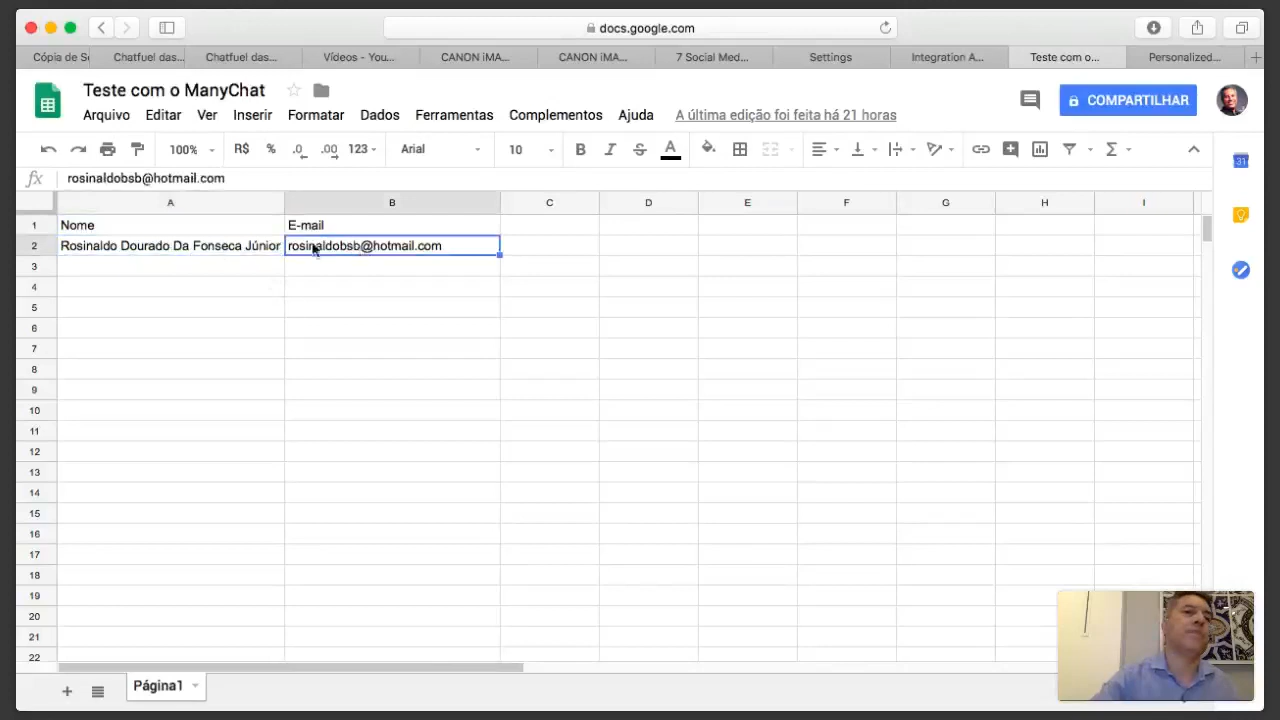 docs.google.com
Cópia de Se
Chatfuel das...
Chatfuel das...
Vídeos - You...
CANON iMA...
CANON iMA...
7 Social Med...
Settings
Integration A...
Teste com o...
Personalized...
Teste com o ManyChat
COMPARTILHAR
Arquivo Editar Ver Inserir Formatar Dados Ferramentas Complementos Ajuda A última edição foi feita há 21 horas
100% R$ % .0 .00 123 Arial 10 B I S A
31
fx rosinaldobsb@hotmail.com
A B C D E F G H I
1 Nome E-mail
2 Rosinaldo Dourado Da Fonseca Júnior rosinaldobsb@hotmail.com
3
4
5
6
7
8
9
10
11
12
13
14
15
16
17
18
19
20
21
22
Página1